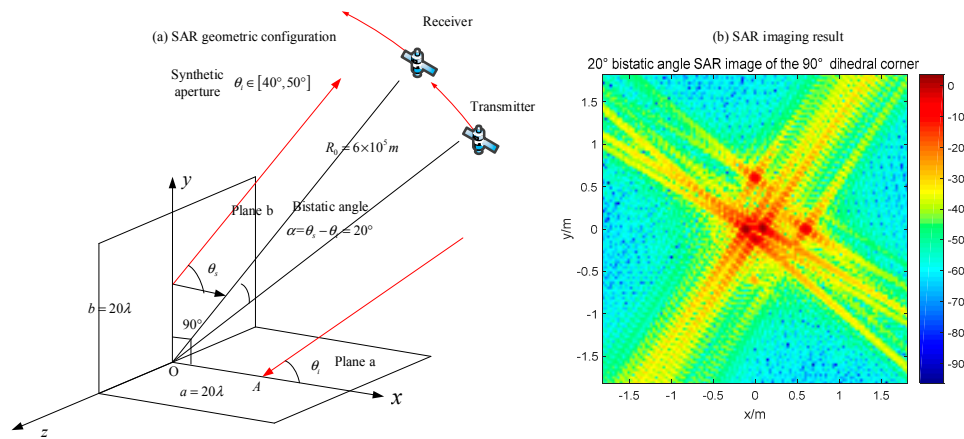 (a) SAR geometric configuration
Receiver
Synthetic
aperture
θᵢ ∈ [40°, 50°]
Transmitter
R₀ = 6×10⁵ m
y
Plane b
Bistatic angle
α=θₛ − θᵢ=20°
θₛ
b = 20λ
90°
O
Plane a
θᵢ
A
a = 20λ
x
z
(b) SAR imaging result
20° bistatic angle SAR image of the 90° dihedral corner
1.5
1
0.5
0
-0.5
-1
-1.5
y/m
-1.5
-1
-0.5
0
0.5
1
1.5
x/m
0
-10
-20
-30
-40
-50
-60
-70
-80
-90